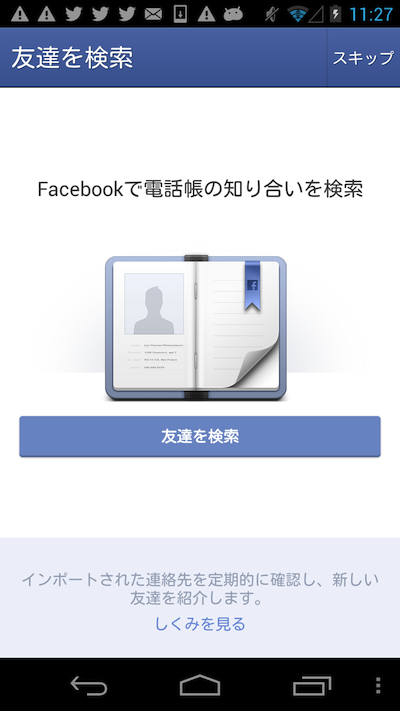 11:27
友達を検索
スキップ
Facebookで電話帳の知り合いを検索
友達を検索
インポートされた連絡先を定期的に確認し、新しい
友達を紹介します。
しくみを見る